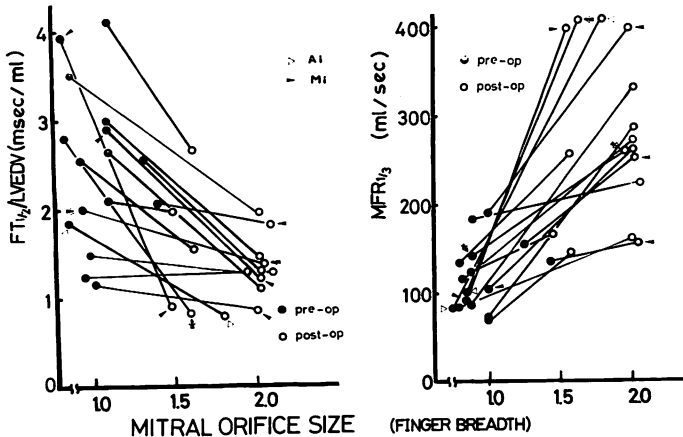 FT1/2/LVEDV (msec/ml)
4
3
2
1
0
1.0
1.5
2.0
AI
MI
pre-op
post-op
MFR1/3 (ml/sec)
400
300
200
100
0
1.0
1.5
2.0
pre-op
post-op
MITRAL ORIFICE SIZE (FINGER BREADTH)